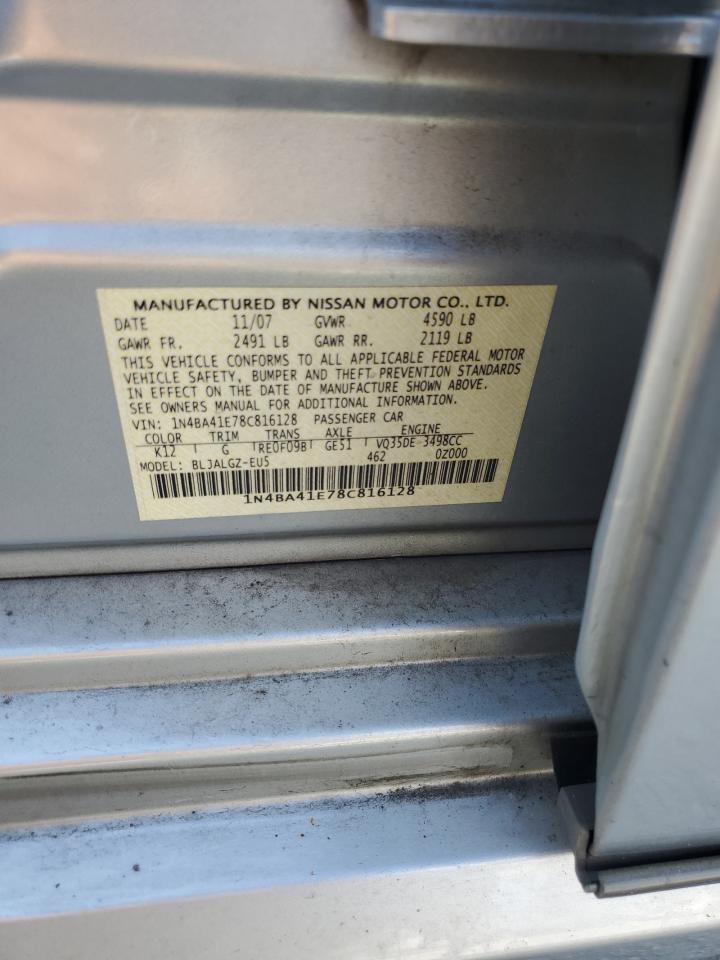 MANUFACTURED BY NISSAN MOTOR CO., LTD.
DATE 11/07 GVWR 4590 LB
GAWR FR. 2491 LB GAWR RR. 2119 LB
THIS VEHICLE CONFORMS TO ALL APPLICABLE FEDERAL MOTOR
VEHICLE SAFETY, BUMPER AND THEFT PREVENTION STANDARDS
IN EFFECT ON THE DATE OF MANUFACTURE SHOWN ABOVE.
SEE OWNERS MANUAL FOR ADDITIONAL INFORMATION.
VIN: 1N4BA41E78C816128 PASSENGER CAR
COLOR TRIM TRANS AXLE ENGINE
K12 G RE0F09B GE51 VQ35DE 3498CC
MODEL: BLJALGZ-EU5 462 0Z000
1N4BA41E78C816128